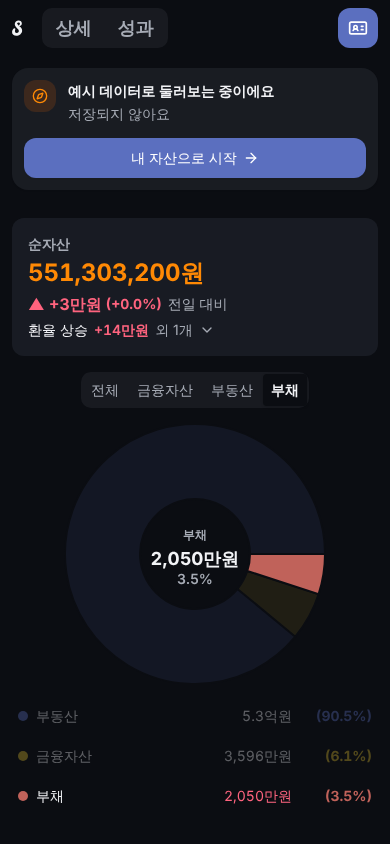 S
상세 성과
예시 데이터로 둘러보는 중이에요
저장되지 않아요
내 자산으로 시작 →
순자산
551,303,200원
▲ +3만원 (+0.0%) 전일 대비
환율 상승 +14만원 외 1개
전체 금융자산 부동산 부채
부채
2,050만원
3.5%
부동산 5.3억원 (90.5%)
금융자산 3,596만원 (6.1%)
부채 2,050만원 (3.5%)